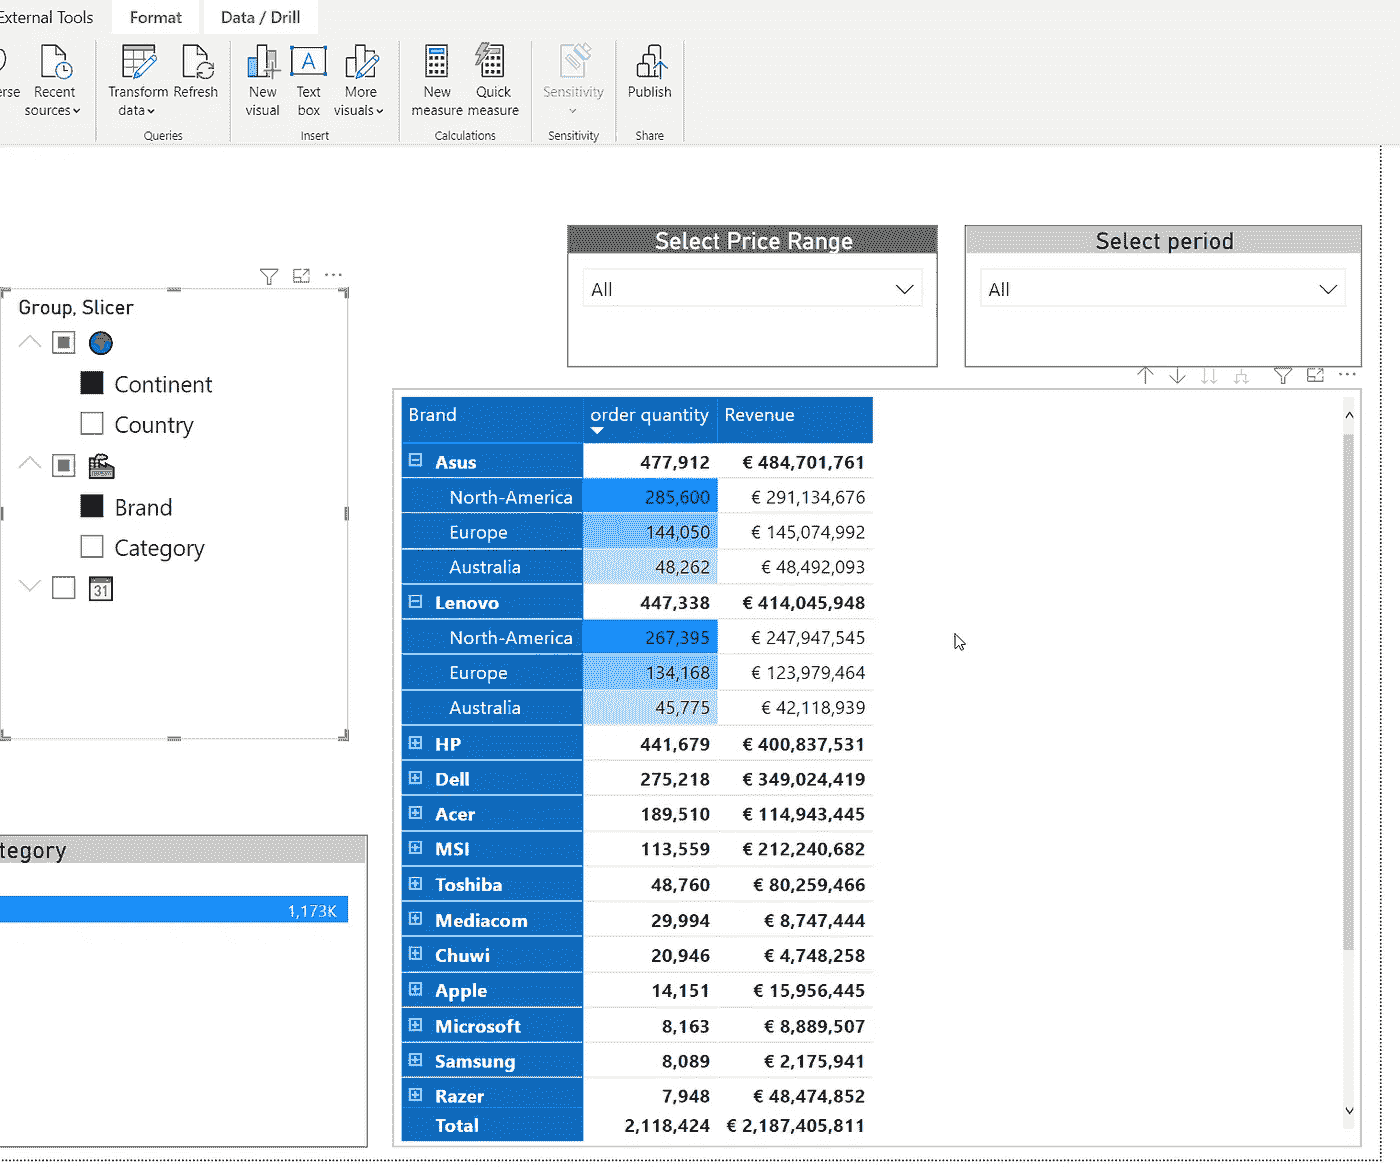 External Tools
Format
Data / Drill
Recent sources
Transform data
Refresh
New visual
Text box
More visuals
New measure
Quick measure
Sensitivity
Publish
Queries
Insert
Calculations
Sensitivity
Share
Select Price Range
Select period
All
All
Group, Slicer
Continent
Country
Brand
Category
31
Brand order quantity Revenue
Asus 477,912 € 484,701,761
North-America 285,600 € 291,134,676
Europe 144,050 € 145,074,992
Australia 48,262 € 48,492,093
Lenovo 447,338 € 414,045,948
North-America 267,395 € 247,947,545
Europe 134,168 € 123,979,464
Australia 45,775 € 42,118,939
HP 441,679 € 400,837,531
Dell 275,218 € 349,024,419
Acer 189,510 € 114,943,445
MSI 113,559 € 212,240,682
Toshiba 48,760 € 80,259,466
Mediacom 29,994 € 8,747,444
Chuwi 20,946 € 4,748,258
Apple 14,151 € 15,956,445
Microsoft 8,163 € 8,889,507
Samsung 8,089 € 2,175,941
Razer 7,948 € 48,474,852
Total 2,118,424 € 2,187,405,811
tegory
1,173K